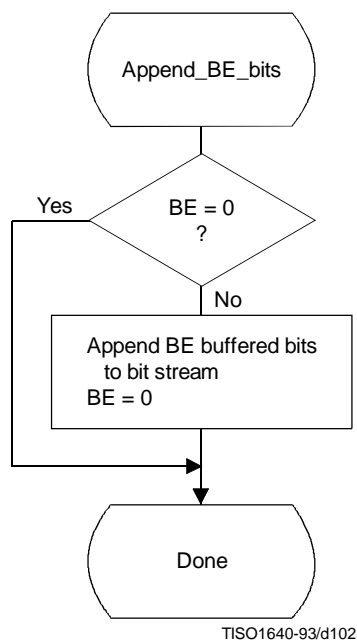 Append_BE_bits
Yes
BE = 0
?
No
Append BE buffered bits
to bit stream
BE = 0
Done
TISO1640-93/d102